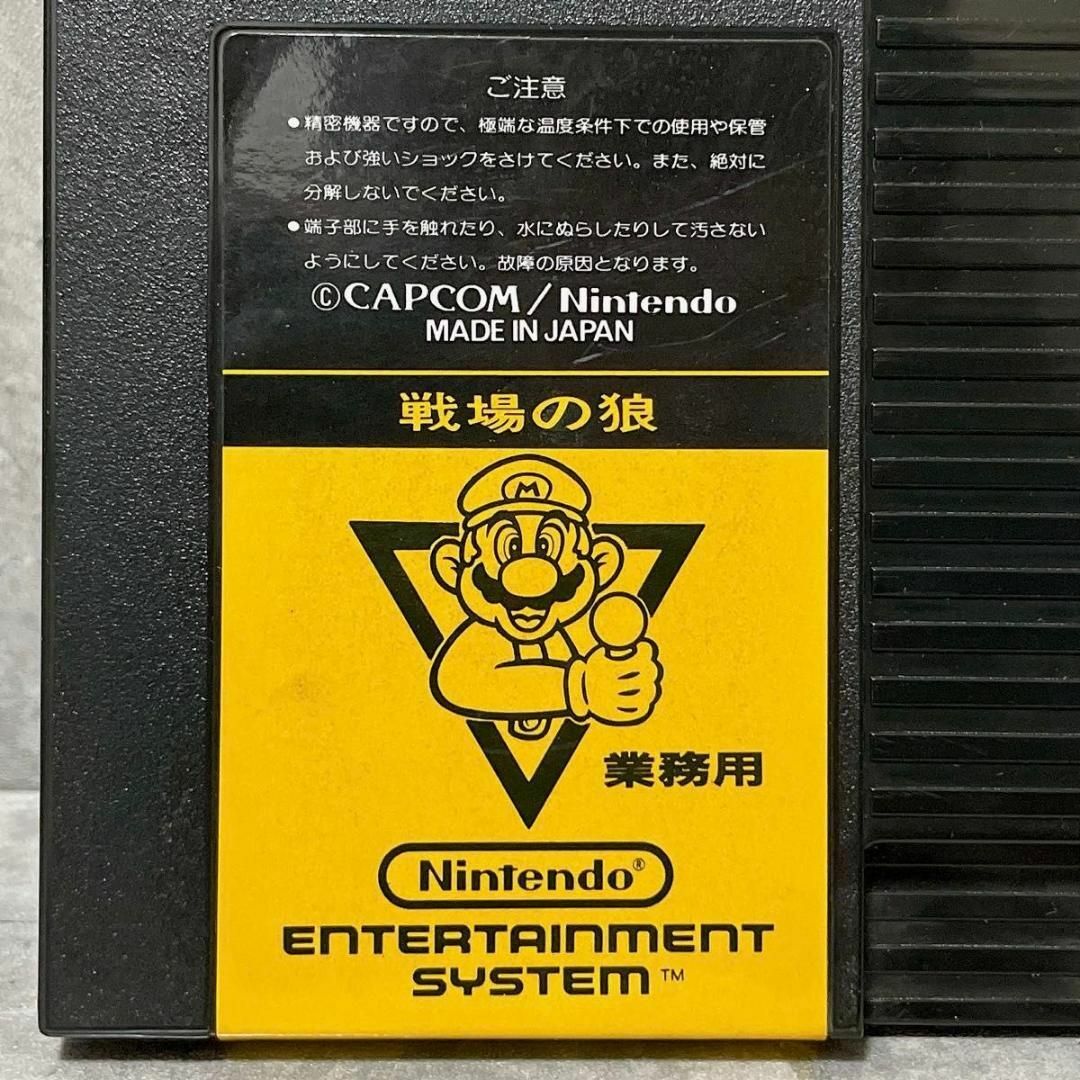 ご注意
●精密機器ですので、極端な温度条件下での使用や保管
および強いショックをさけてください。また、絶対に
分解しないでください。
●端子部に手を触れたり、水にぬらしたりして汚さない
ようにしてください。故障の原因となります。
©CAPCOM/Nintendo
MADE IN JAPAN
戦場の狼
M
業務用
Nintendo®
ENTERTAINMENT
SYSTEM™